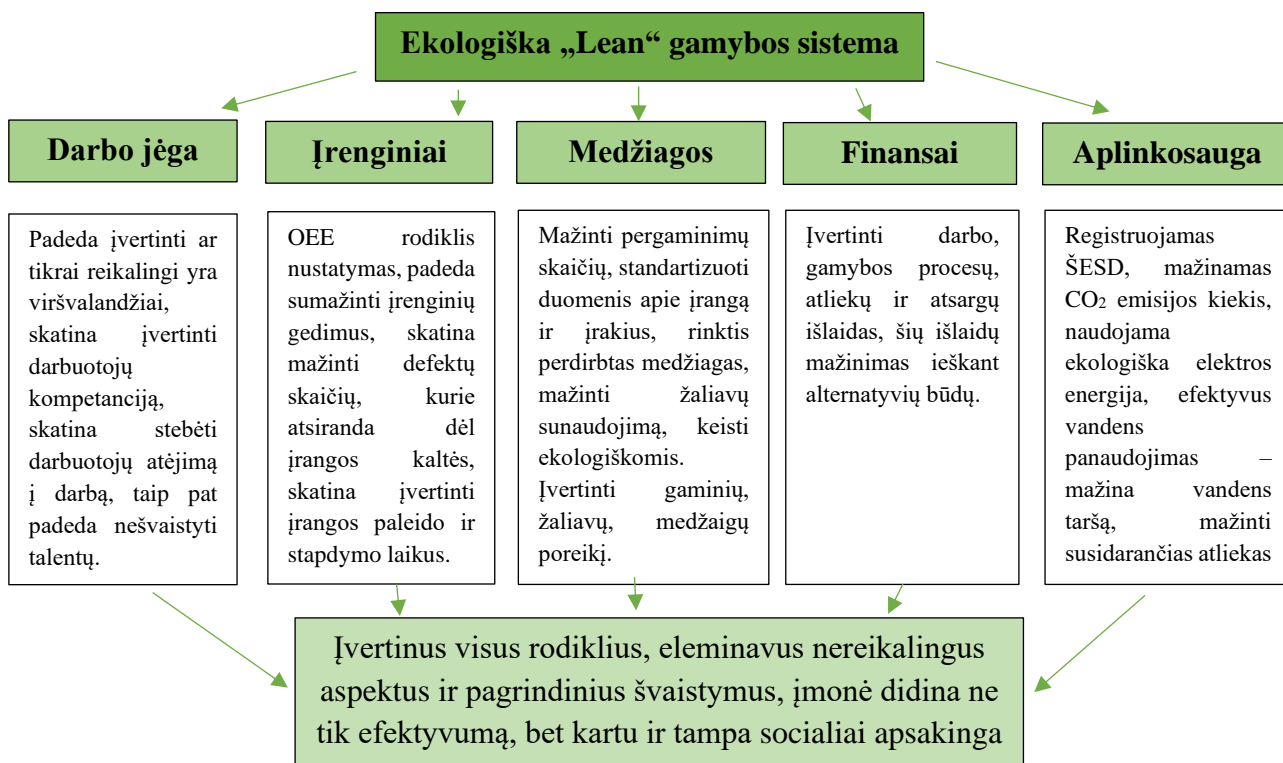 Ekologiška „Lean“ gamybos sistema
Darbo jėga
Įrenginiai
Medžiagos
Finansai
Aplinkosauga
Padeda įvertinti ar
tikrai reikalingi yra
viršvalandžiai,
skatina įvertinti
darbuotojų
kompetanciją,
skatina stebėti
darbuotojų atėjimą
į darbą, taip pat
padeda nešvaistyti
talentų.
OEE rodiklis
nustatymas, padeda
sumažinti įrenginių
gedimus, skatina
mažinti defektų
skaičių, kurie
atsiranda dėl
įrangos kaltės,
skatina įvertinti
įrangos paleido ir
stapdymo laikus.
Mažinti pergaminimų
skaičių, standartizuoti
duomenis apie įrangą
ir įrakius, rinktis
perdirbtas medžiagas,
mažinti žaliavų
sunaudojimą, keisti
ekologiškomis.
Įvertinti gaminių,
žaliavų, medžaigų
poreikį.
Įvertinti darbo,
gamybos procesų,
atliekų ir atsargų
išlaidas, šių išlaidų
mažinimas ieškant
alternatyvių būdų.
Registruojamas
ŠESD, mažinamas
CO₂ emisijos kiekis,
naudojama
ekologiška elektros
energija, efektyvus
vandens
panaudojimas –
mažina vandens
taršą, mažinti
susidarančias atliekas
Įvertinus visus rodiklius, eleminavus nereikalingus
aspektus ir pagrindinius švaistymus, įmonė didina ne
tik efektyvumą, bet kartu ir tampa socialiai apsakinga